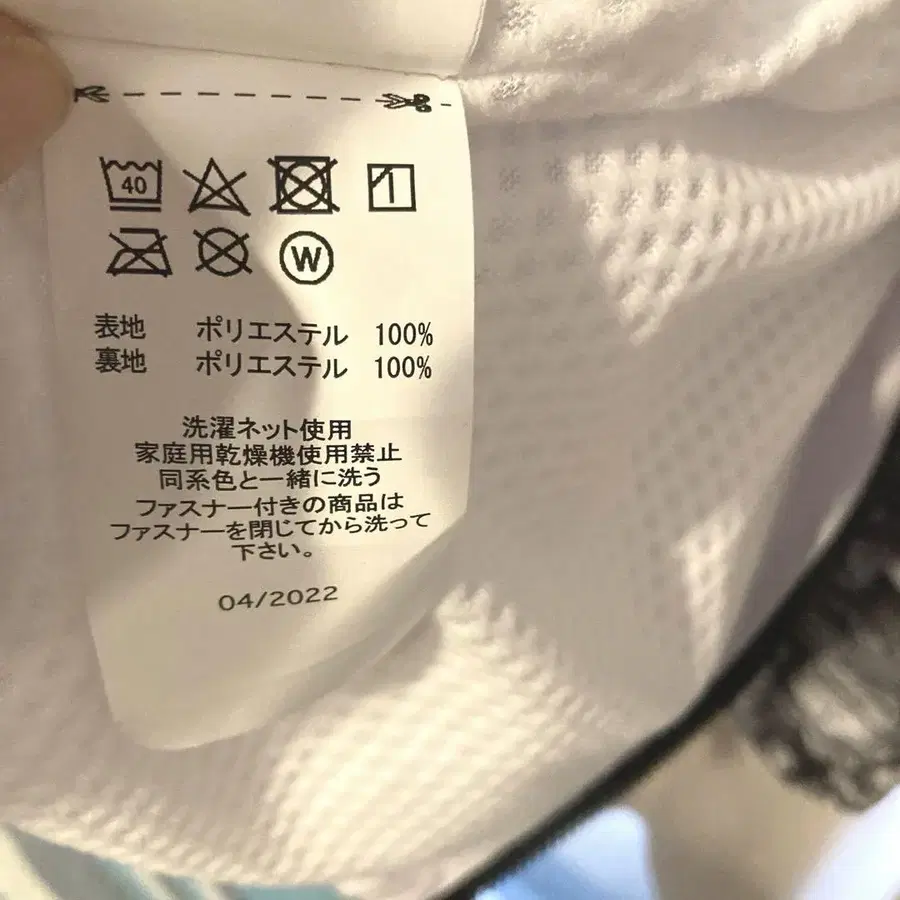 40
W
表地 ポリエステル 100%
裏地 ポリエステル 100%
洗濯ネット使用
家庭用乾燥機使用禁止
同系色と一緒に洗う
ファスナー付きの商品は
ファスナーを閉じてから洗って
下さい。
04/2022